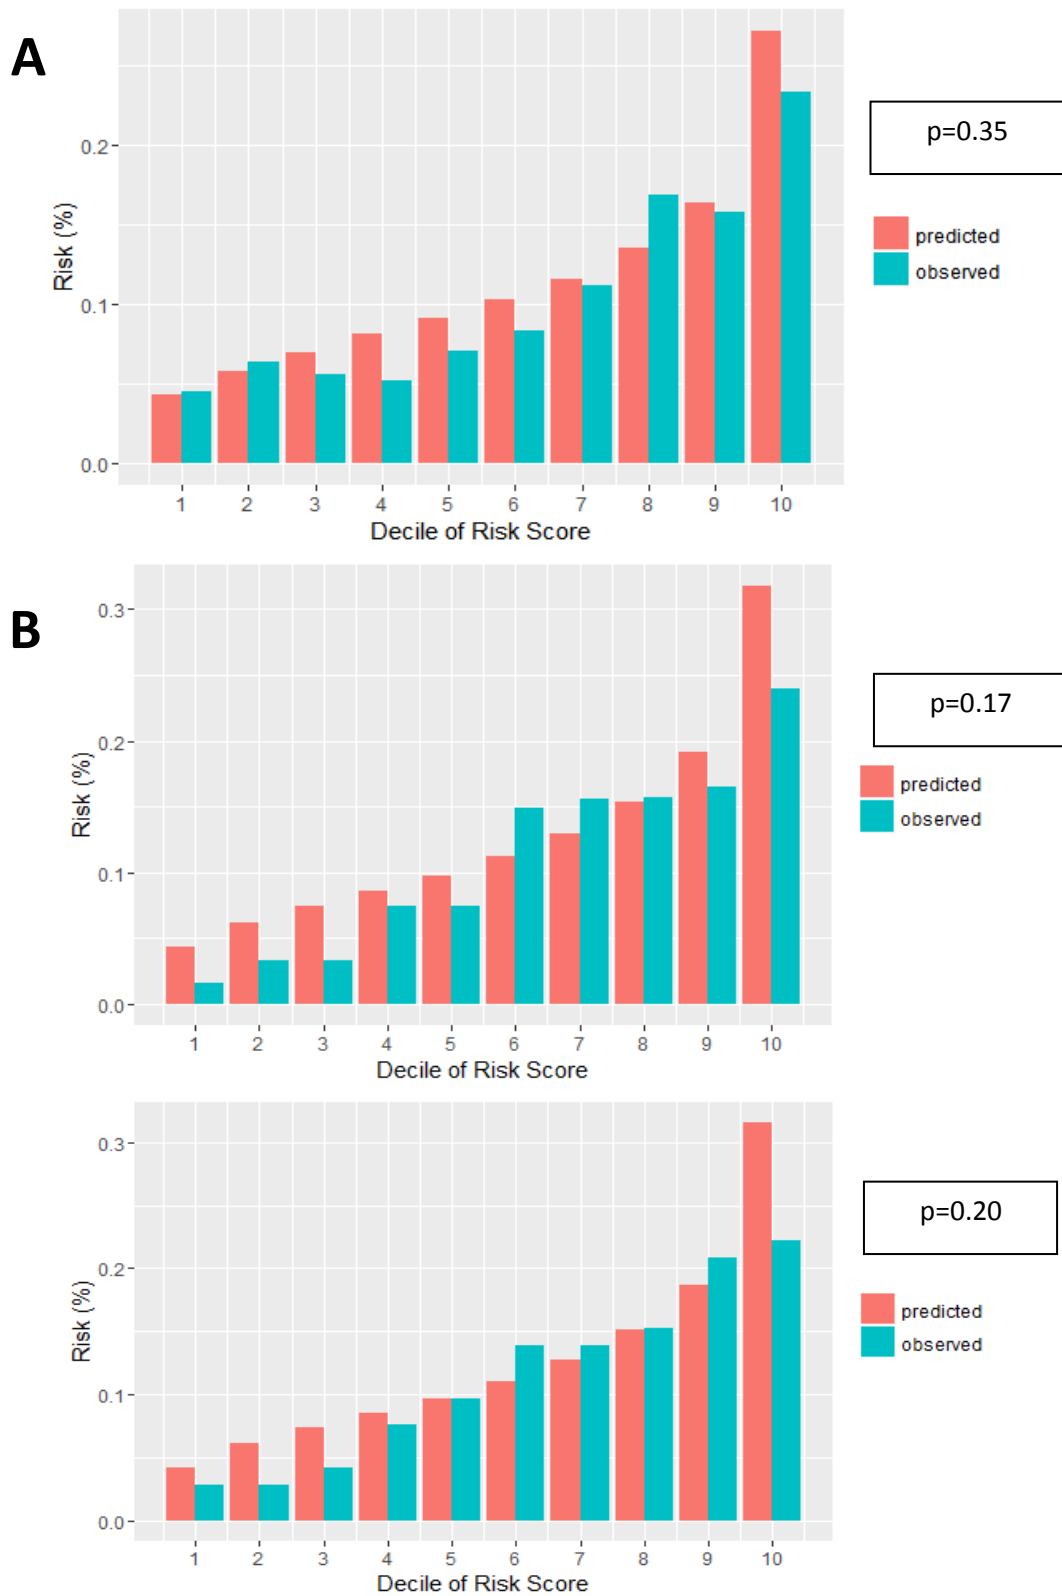 A
p=0.35
0.2
0.1
0.0
Risk (%)
predicted
observed
1 2 3 4 5 6 7 8 9 10
Decile of Risk Score
B
p=0.17
0.3
0.2
0.1
0.0
Risk (%)
predicted
observed
1 2 3 4 5 6 7 8 9 10
Decile of Risk Score
p=0.20
0.3
0.2
0.1
0.0
Risk (%)
predicted
observed
1 2 3 4 5 6 7 8 9 10
Decile of Risk Score